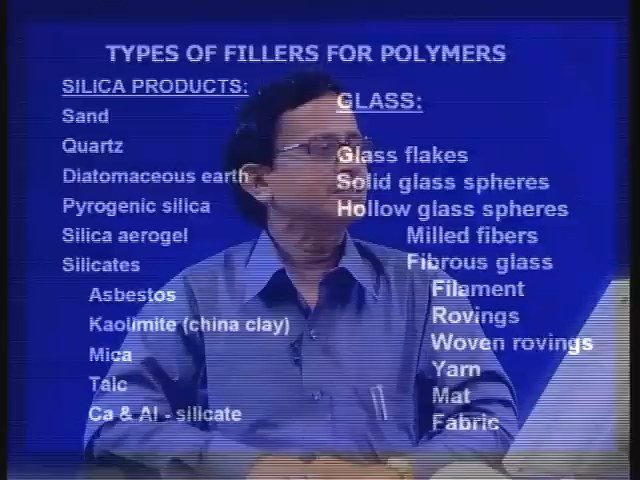 TYPES OF FILLERS FOR POLYMERS
SILICA PRODUCTS:
Sand
Quartz
Diatomaceous earth
Pyrogenic silica
Silica aerogel
Silicates
Asbestos
Kaolimite (china clay)
Mica
Talc
Ca & Al - silicate
GLASS:
Glass flakes
Solid glass spheres
Hollow glass spheres
Milled fibers
Fibrous glass
Filament
Rovings
Woven rovings
Yarn
Mat
Fabric